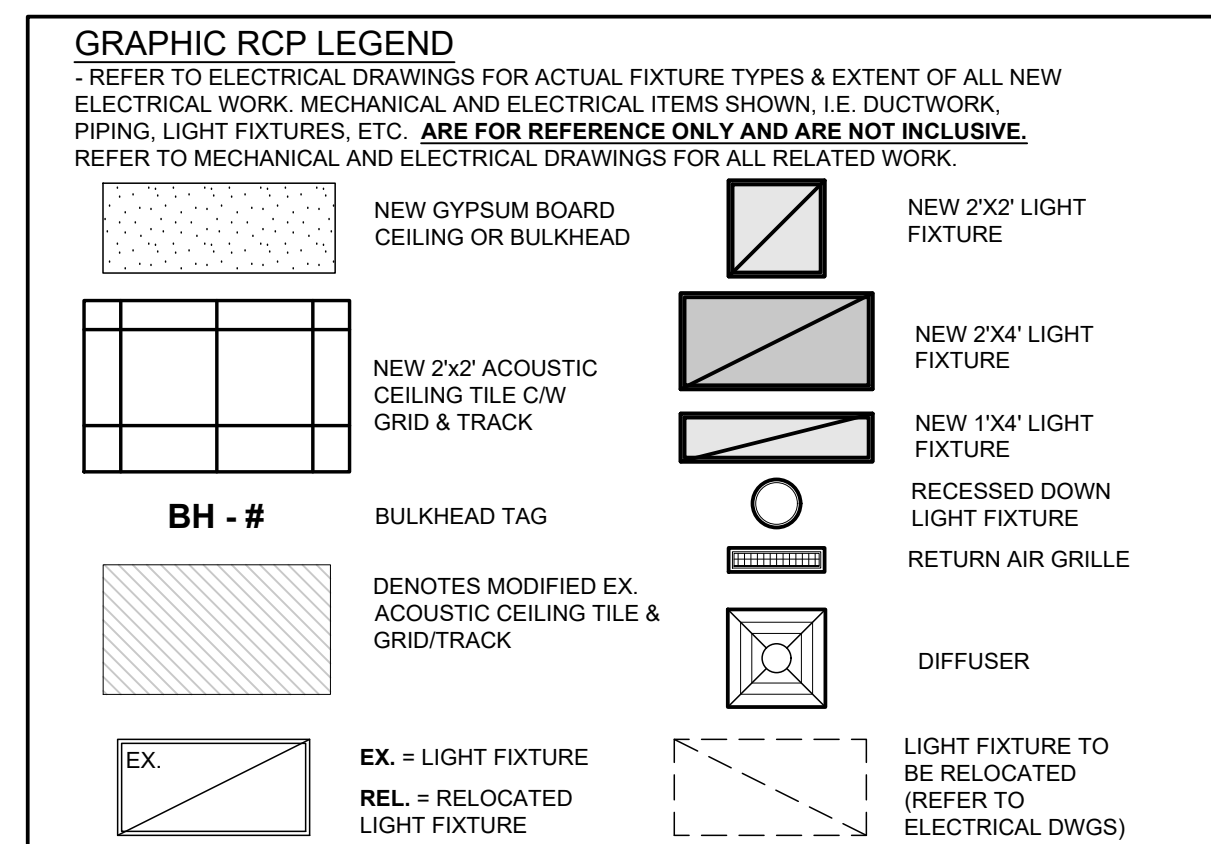 GRAPHIC RCP LEGEND
- REFER TO ELECTRICAL DRAWINGS FOR ACTUAL FIXTURE TYPES & EXTENT OF ALL NEW
ELECTRICAL WORK. MECHANICAL AND ELECTRICAL ITEMS SHOWN, I.E. DUCTWORK,
PIPING, LIGHT FIXTURES, ETC. ARE FOR REFERENCE ONLY AND ARE NOT INCLUSIVE.
REFER TO MECHANICAL AND ELECTRICAL DRAWINGS FOR ALL RELATED WORK.
NEW GYPSUM BOARD
CEILING OR BULKHEAD
NEW 2'x2' ACOUSTIC
CEILING TILE C/W
GRID & TRACK
BH - #
BULKHEAD TAG
DENOTES MODIFIED EX.
ACOUSTIC CEILING TILE &
GRID/TRACK
EX.
EX. = LIGHT FIXTURE
REL. = RELOCATED
LIGHT FIXTURE
NEW 2'X2' LIGHT
FIXTURE
NEW 2'X4' LIGHT
FIXTURE
NEW 1'X4' LIGHT
FIXTURE
RECESSED DOWN
LIGHT FIXTURE
RETURN AIR GRILLE
DIFFUSER
LIGHT FIXTURE TO
BE RELOCATED
(REFER TO
ELECTRICAL DWGS)